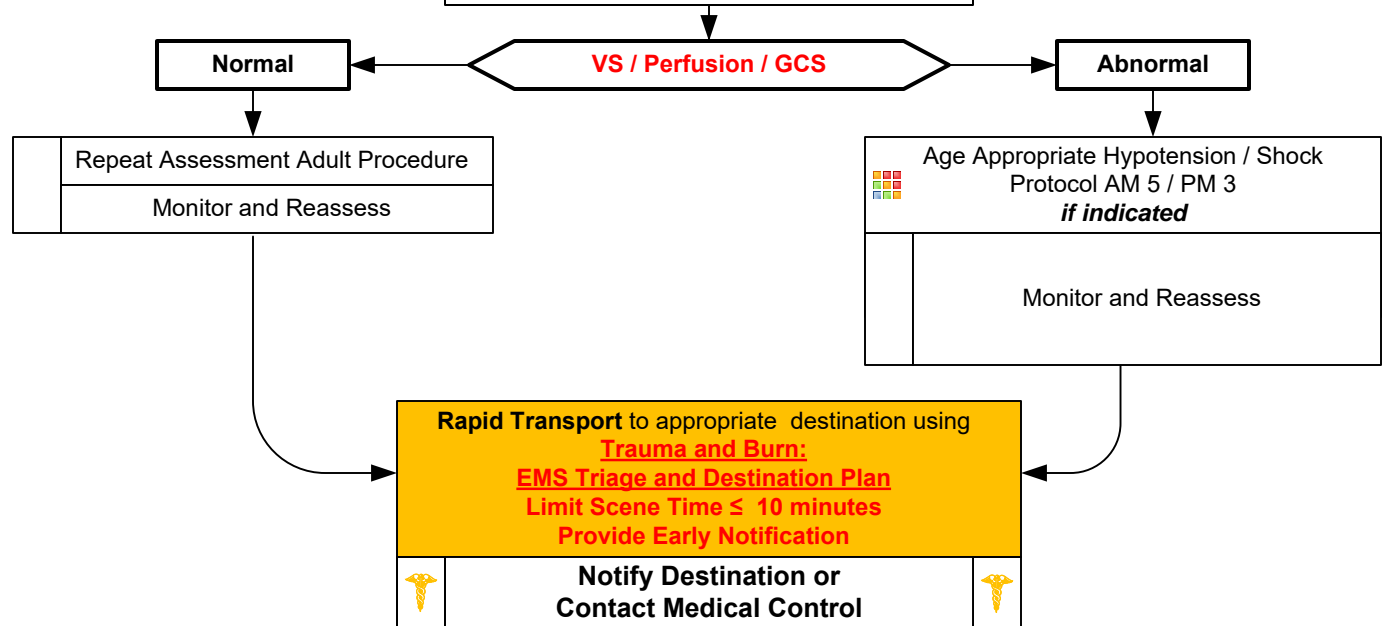 VS / Perfusion / GCS
Normal
Abnormal
Repeat Assessment Adult Procedure
Monitor and Reassess
Age Appropriate Hypotension / Shock
Protocol AM 5 / PM 3
if indicated
Monitor and Reassess
Rapid Transport to appropriate destination using
Trauma and Burn:
EMS Triage and Destination Plan
Limit Scene Time ≤ 10 minutes
Provide Early Notification
Notify Destination or
Contact Medical Control